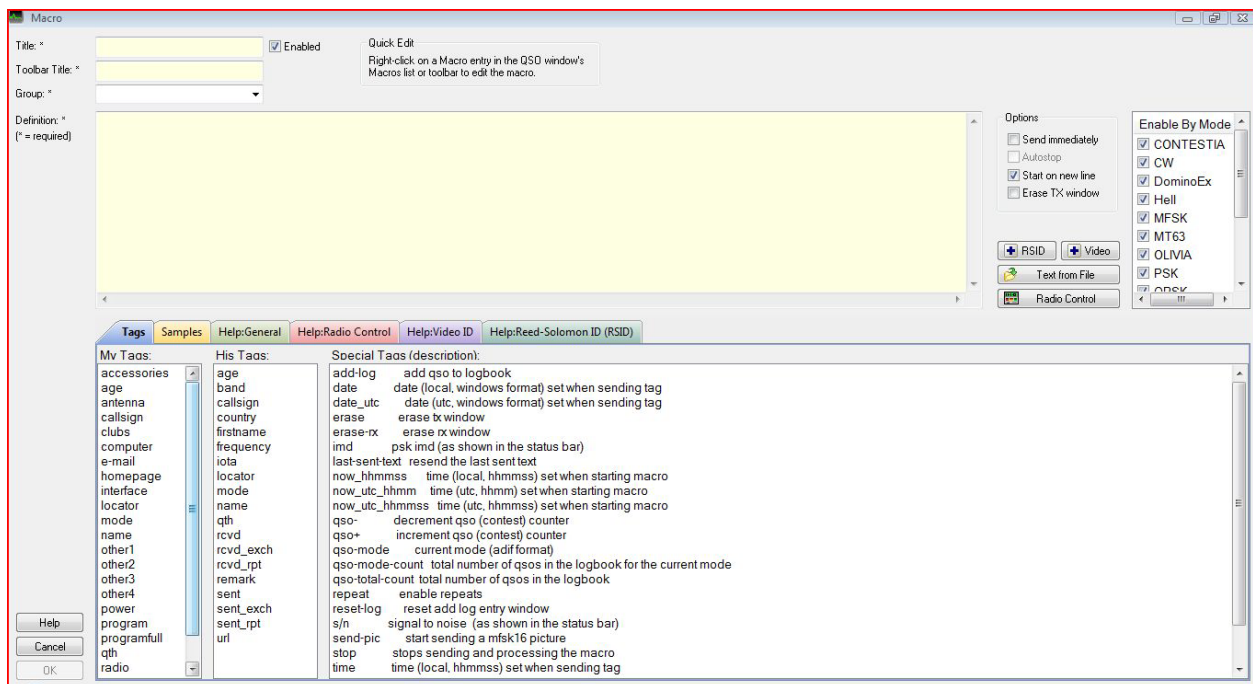 Macro
Title: *
Enabled
Toolbar Title: *
Group: *
Quick Edit
Right-click on a Macro entry in the QSO window's
Macros list or toolbar to edit the macro.
Definition: *
(* = required)
Options
Send immediately
Autostop
Start on new line
Erase TX window
RSID
Video
Text from File
Radio Control
Enable By Mode
CONTESTIA
CW
DominoEx
Hell
MFSK
MT63
OLIVIA
PSK
QPSK
Tags
Samples
Help:General
Help:Radio Control
Help:Video ID
Help:Reed-Solomon ID (RSID)
My Tags:
accessories
age
antenna
callsign
clubs
computer
e-mail
homepage
interface
locator
mode
name
other1
other2
other3
other4
power
program
programfull
qth
radio
His Tags:
age
band
callsign
country
firstname
frequency
iota
locator
mode
name
qth
rcvd
rcvd_exch
rcvd_rpt
remark
sent
sent_exch
sent_rpt
url
Special Tags (description):
add-log add qso to logbook
date date (local, windows format) set when sending tag
date_utc date (utc, windows format) set when sending tag
erase erase tx window
erase-rx erase rx window
imd psk imd (as shown in the status bar)
last-sent-text resend the last sent text
now_hhmmss time (local, hhmmss) set when starting macro
now_utc_hhmm time (utc, hhmm) set when starting macro
now_utc_hhmmss time (utc, hhmmss) set when starting macro
qso- decrement qso (contest) counter
qso+ increment qso (contest) counter
qso-mode current mode (adif format)
qso-mode-count total number of qsos in the logbook for the current mode
qso-total-count total number of qsos in the logbook
repeat enable repeats
reset-log reset add log entry window
s/n signal to noise (as shown in the status bar)
send-pic start sending a mfsk16 picture
stop stops sending and processing the macro
time time (local, hhmmss) set when sending tag
Help
Cancel
OK